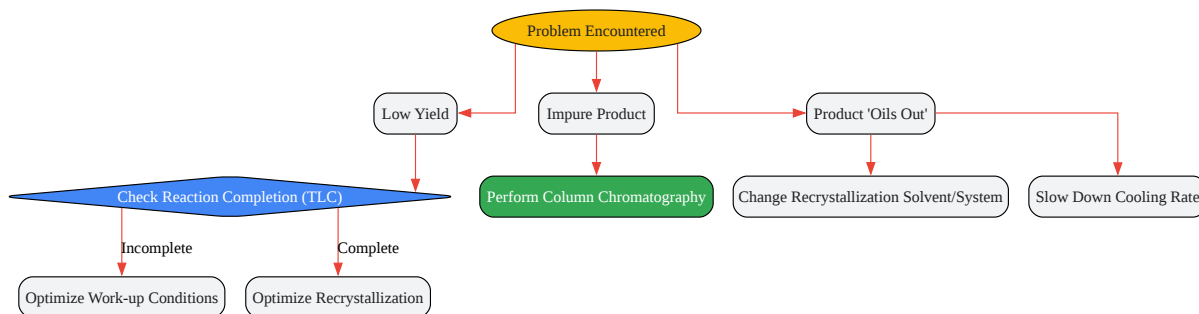 Problem Encountered
Low Yield
Impure Product
Product 'Oils Out'
Check Reaction Completion (TLC)
Perform Column Chromatography
Change Recrystallization Solvent/System
Slow Down Cooling Rate
Incomplete
Complete
Optimize Work-up Conditions
Optimize Recrystallization